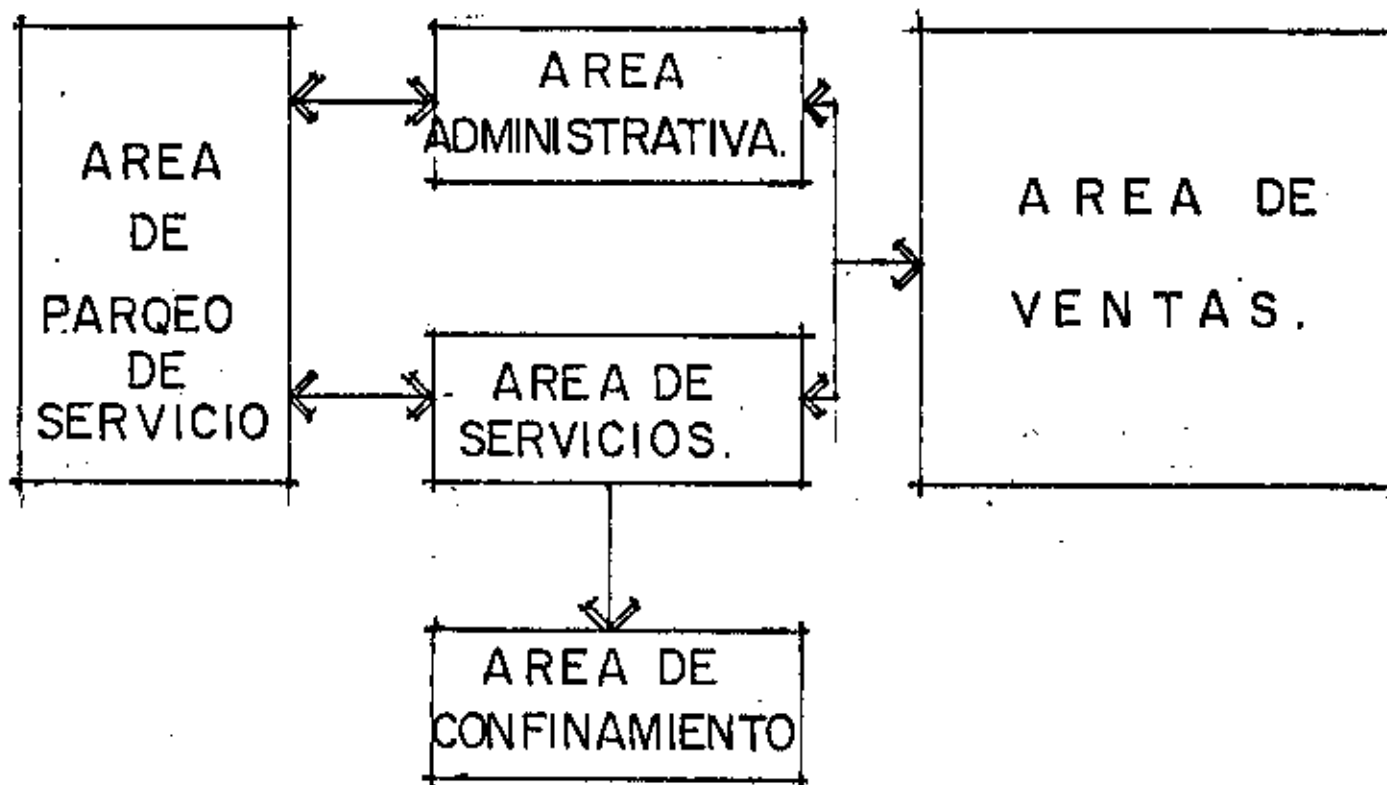 AREA
DE
PARQEO
DE
SERVICIO
AREA
ADMINISTRATIVA.
AREA DE
SERVICIOS.
AREA DE
CONFINAMIENTO
AREA DE
VENTAS.